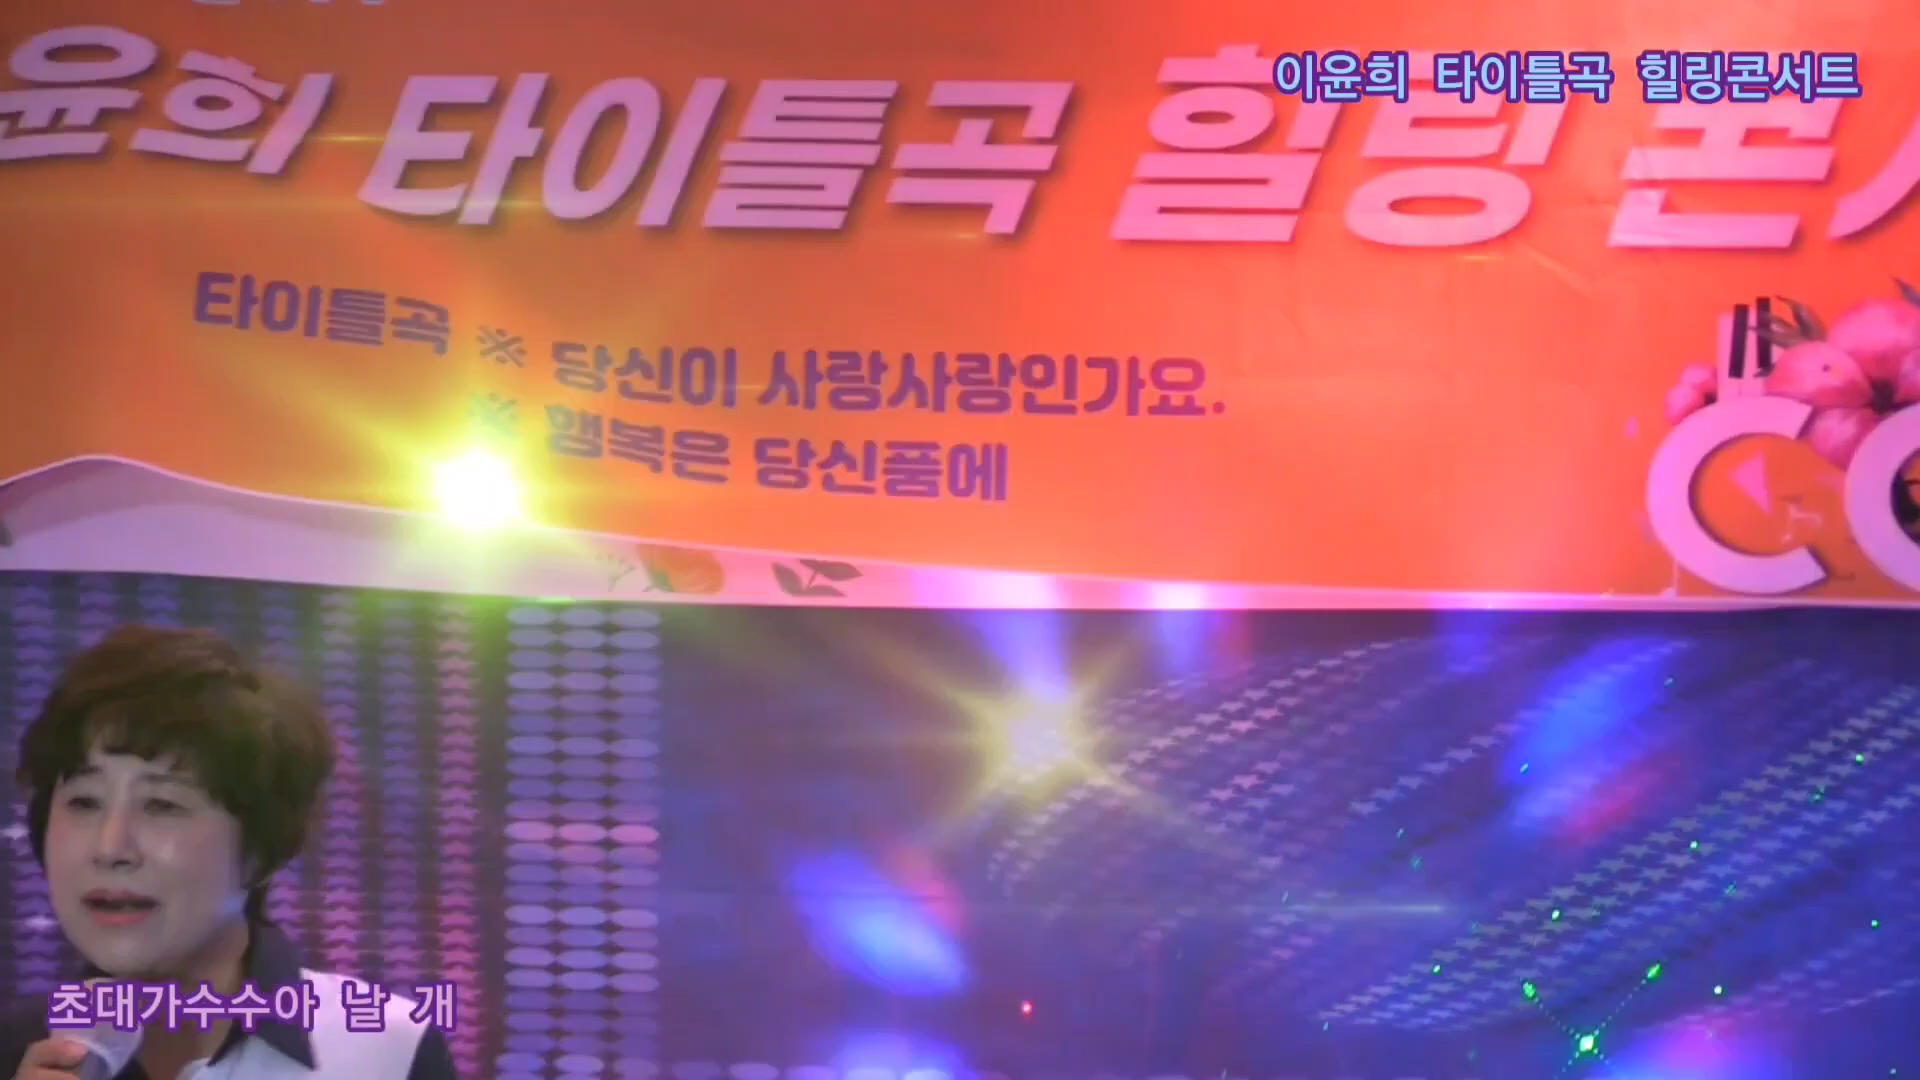 이윤희 타이틀곡 힐링콘서트
윤희 타이틀곡 힐링 콘
타이틀곡 ※ 당신이 사랑사랑인가요.
※ 행복은 당신품에
초대가수수아 날 개